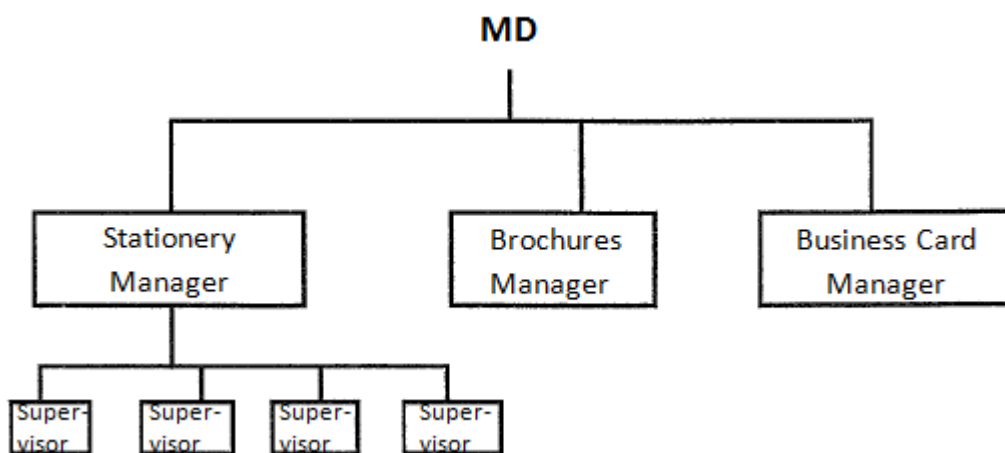 MD
Stationery
Manager
Brochures
Manager
Business Card
Manager
Super-
visor
Super-
visor
Super-
visor
Super-
visor